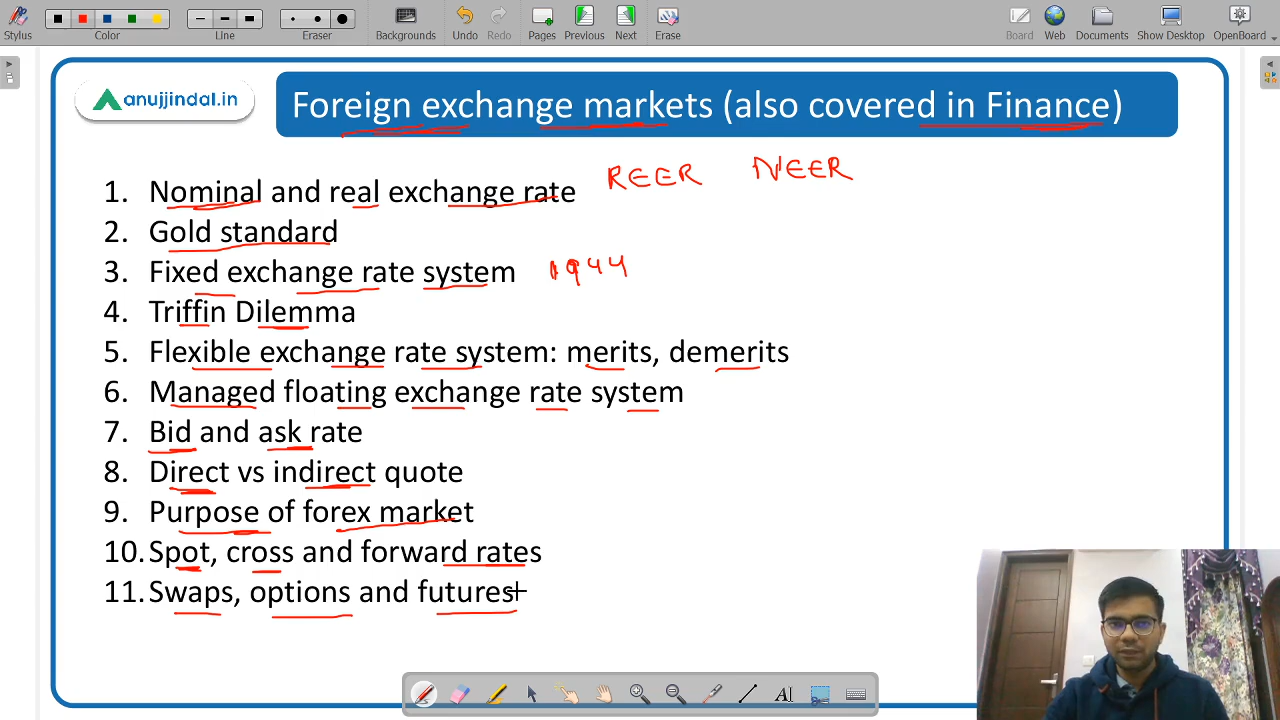 Stylus
Color
Line
Eraser
Backgrounds
Undo
Redo
Pages
Previous
Next
Erase
Board
Web
Documents
Show Desktop
OpenBoard
anujjindal.in
Foreign exchange markets (also covered in Finance)
1. Nominal and real exchange rate REER NEER
2. Gold standard
3. Fixed exchange rate system 1944
4. Triffin Dilemma
5. Flexible exchange rate system: merits, demerits
6. Managed floating exchange rate system
7. Bid and ask rate
8. Direct vs indirect quote
9. Purpose of forex market
10. Spot, cross and forward rates
11. Swaps, options and futures